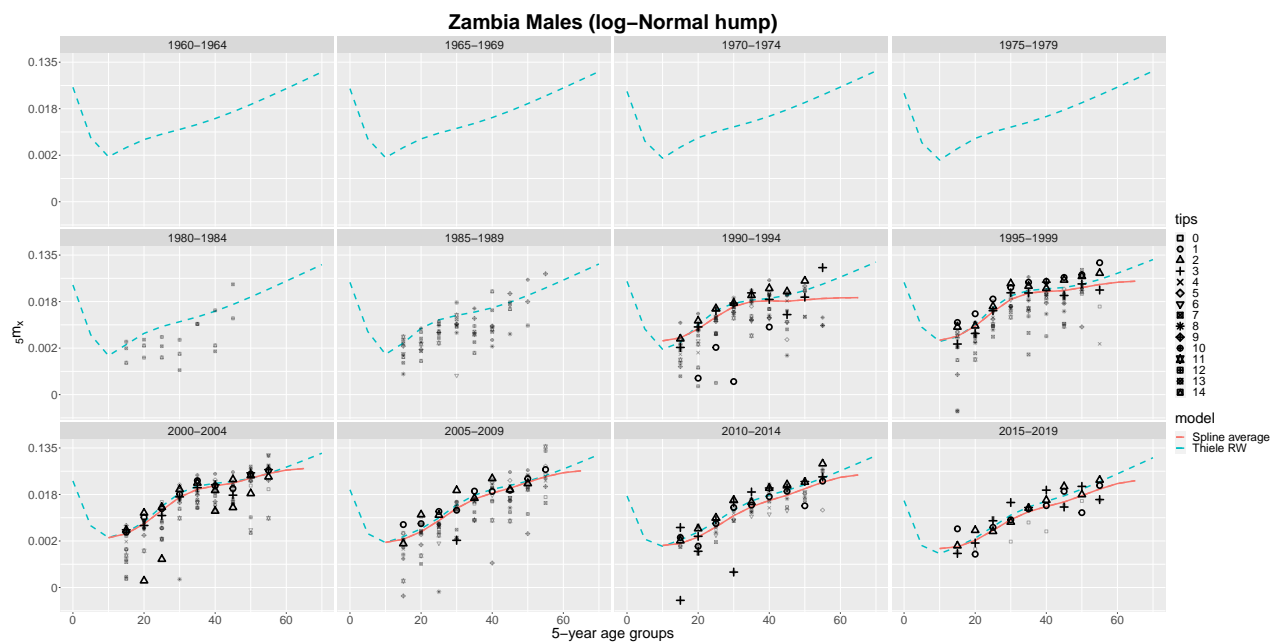 Zambia Males (log−Normal hump)
1960−1964 1965−1969 1970−1974 1975−1979
0.135
0.018
0.002
0
1980−1984 1985−1989 1990−1994 1995−1999
0.135
0.018
0.002
0
2000−2004 2005−2009 2010−2014 2015−2019
0.135
0.018
0.002
0
0 20 40 60 0 20 40 60 0 20 40 60 0 20 40 60
5−year age groups
5mx
tips
0
1
2
3
4
5
6
7
8
9
10
11
12
13
14
model
Spline average
Thiele RW